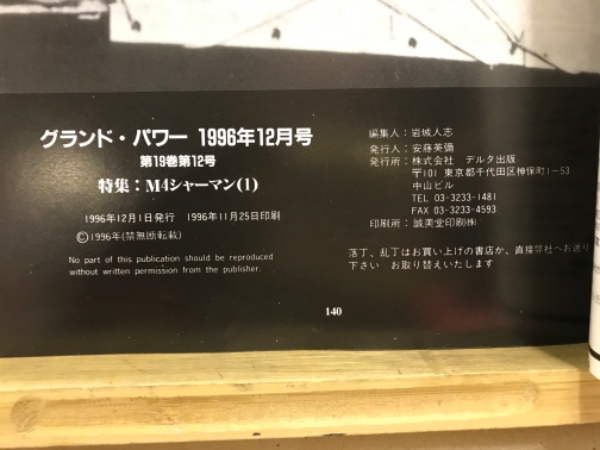 グランド・パワー 1996年12月号
第19巻第12号
特集：M4シャーマン(1)
1996年12月1日発行　1996年11月25日印刷
©1996年(禁無断転載)
No part of this publication should be reproduced
without written permission from the publisher.
編集人：岩城人志
発行人：安藤英彌
発行所：株式会社　デルタ出版
〒101 東京都千代田区神保町1-53
中山ビル
TEL 03-3233-1481
FAX 03-3233-4593
印刷所：誠美堂印刷㈱
落丁、乱丁はお買い上げの書店か、直接弊社へお送り
下さい　お取り替えいたします
140